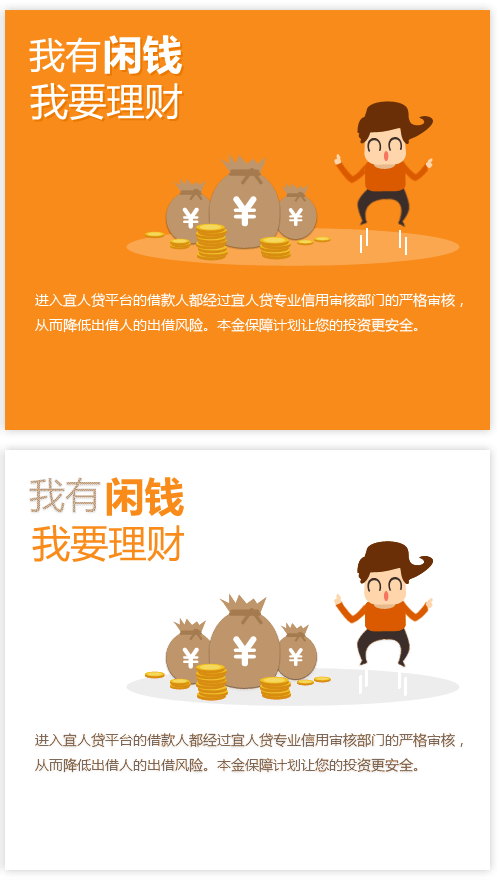 我有闲钱
我要理财
¥ ¥ ¥
进入宜人贷平台的借款人都经过宜人贷专业信用审核部门的严格审核，
从而降低出借人的出借风险。本金保障计划让您的投资更安全。
我有闲钱
我要理财
¥ ¥ ¥
进入宜人贷平台的借款人都经过宜人贷专业信用审核部门的严格审核，
从而降低出借人的出借风险。本金保障计划让您的投资更安全。